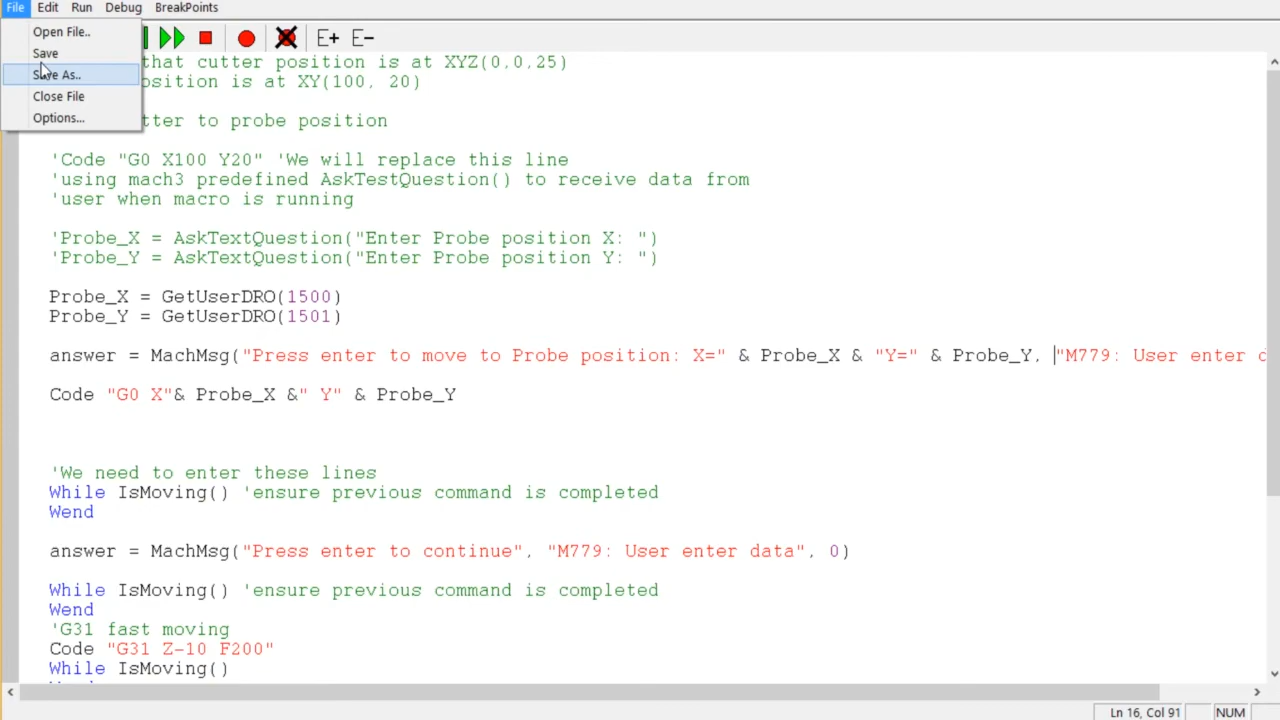 File Edit Run Debug BreakPoints
Open File..
Save
Save As..
Close File
Options...
E+ E-
that cutter position is at XYZ(0,0,25)
osition is at XY(100, 20)
tter to probe position
'Code "G0 X100 Y20" 'We will replace this line
'using mach3 predefined AskTestQuestion() to receive data from
'user when macro is running
'Probe_X = AskTextQuestion("Enter Probe position X: ")
'Probe_Y = AskTextQuestion("Enter Probe position Y: ")
Probe_X = GetUserDRO(1500)
Probe_Y = GetUserDRO(1501)
answer = MachMsg("Press enter to move to Probe position: X=" & Probe_X & "Y=" & Probe_Y, "M779: User enter
Code "G0 X"& Probe_X &" Y" & Probe_Y
'We need to enter these lines
While IsMoving() 'ensure previous command is completed
Wend
answer = MachMsg("Press enter to continue", "M779: User enter data", 0)
While IsMoving() 'ensure previous command is completed
Wend
'G31 fast moving
Code "G31 Z-10 F200"
While IsMoving()
Ln 16, Col 91 NUM